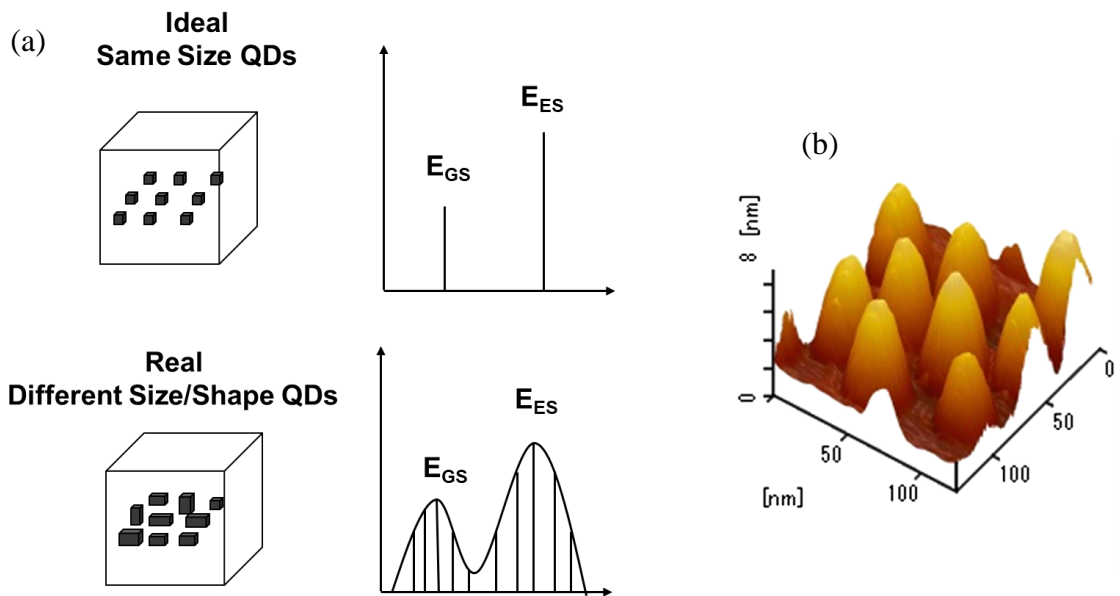 (a)
Ideal
Same Size QDs
E_GS
E_ES
Real
Different Size/Shape QDs
E_GS
E_ES
(b)
[nm]
8
0
50
100
[nm]
100
50
0